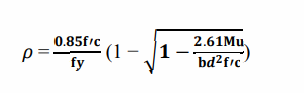 ρ = 0.85f′c/fy (1 − √(1 − 2.61Mu/bd²f′c))